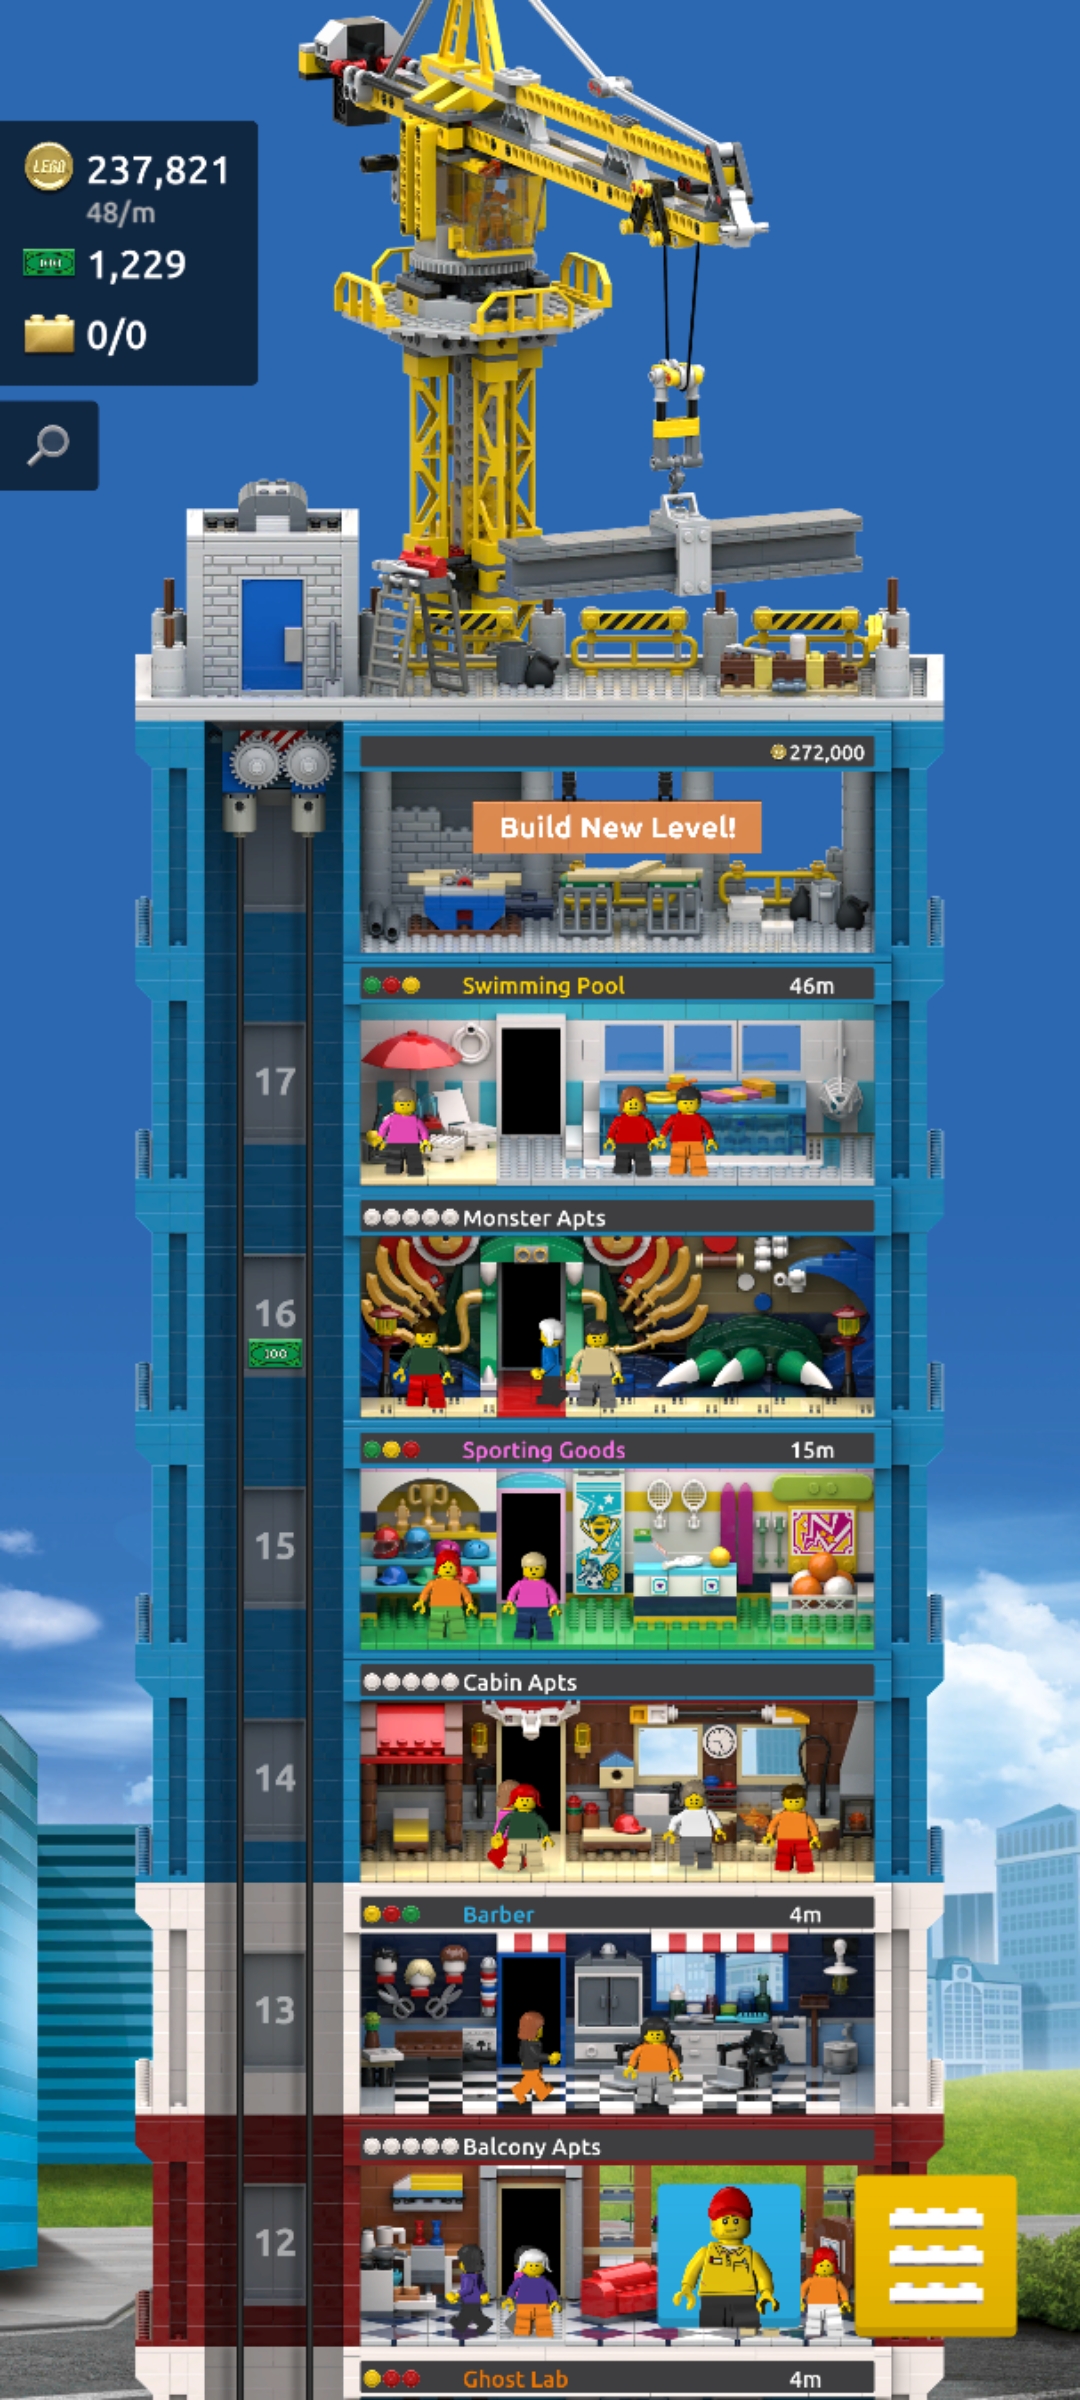 LEGO 237,821
48/m
1,229
0/0
272,000
Build New Level!
Swimming Pool 46m
17
Monster Apts
16
100
Sporting Goods 15m
15
Cabin Apts
14
Barber 4m
13
Balcony Apts
12
Ghost Lab 4m